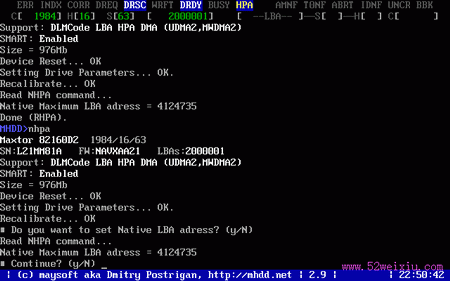 ERR INDX CORR DREQ DRSC WRFT DRDY BUSY HPA AMNF T0NF ABRT IDNF UNCR BBK
C[ 1984] H[16] S[63] [ 2000001] [ --LBA-- ]--S[ ]--H[ ]--C[ ]
Support: DLMCode LBA HPA DMA (UDMA2,MWDMA2)
SMART: Enabled
Size = 976Mb
Device Reset... OK
Setting Drive Parameters... OK.
Recalibrate... OK
Read NHPA command...
Native Maximum LBA adress = 4124735
Done (RHPA).
MHDD>nhpa
Maxtor 82160D2 1984/16/63
SN:L21MM81A FW:NAVXAA21 LBAs:2000001
Support: DLMCode LBA HPA DMA (UDMA2,MWDMA2)
SMART: Enabled
Size = 976Mb
Device Reset... OK
Setting Drive Parameters... OK.
Recalibrate... OK
# Do you want to set Native LBA adress? (y/N)
Read NHPA command...
Native Maximum LBA adress = 4124735
# Continue? (y/N) _
www.52weixiu.com
| (c) maysoft aka Dmitry Postrigan, http://mhdd.net | 2.9 | | 22:50:42